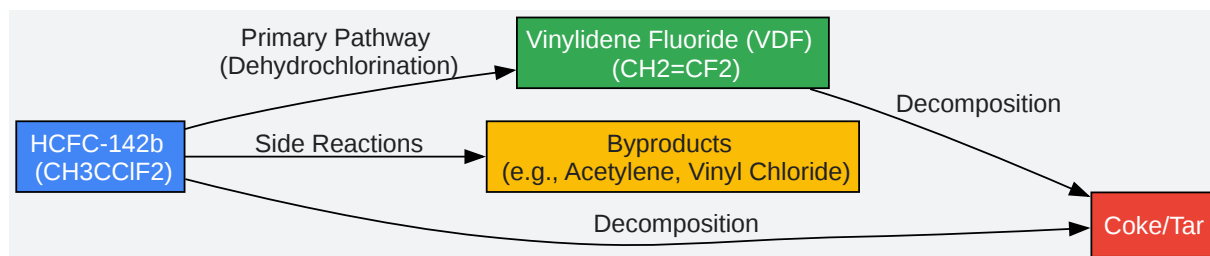 Primary Pathway
(Dehydrochlorination)
Vinylidene Fluoride (VDF)
(CH2=CF2)
Decomposition
HCFC-142b
(CH3CClF2)
Side Reactions
Byproducts
(e.g., Acetylene, Vinyl Chloride)
Decomposition
Coke/Tar